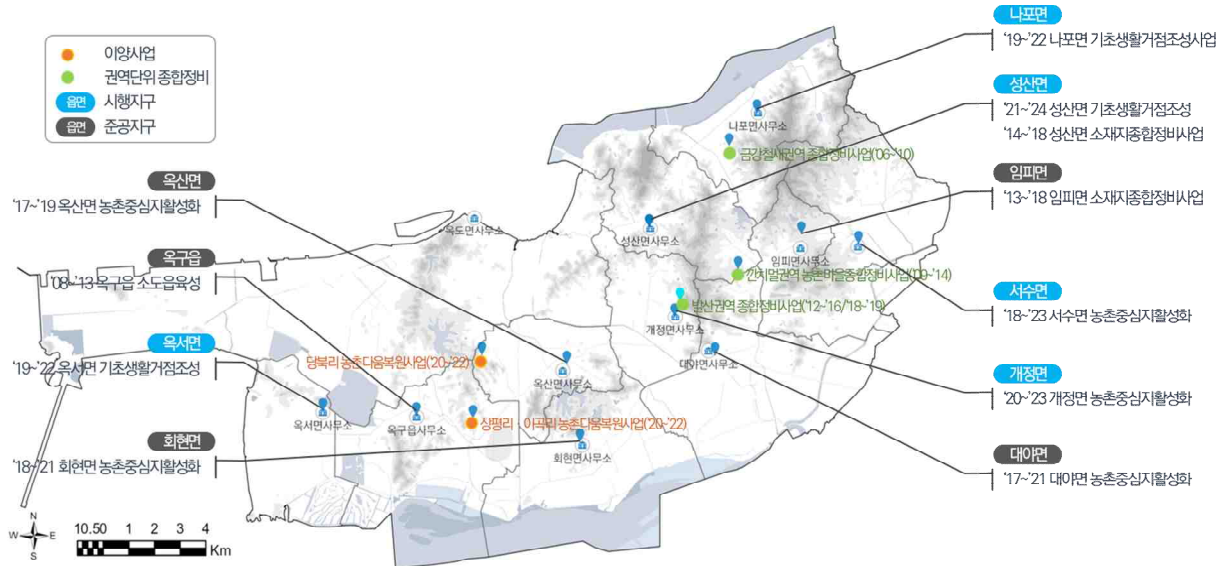 이양사업
권역단위 종합정비
읍면 시행지구
읍면 준공지구
옥산면
'17~'19 옥산면 농촌중심지활성화
옥구읍
'08~'13 옥구읍 소도읍육성
옥서면
'19~'22 옥서면 기초생활거점조성
회현면
'18~'21 회현면 농촌중심지활성화
나포면
'19~'22 나포면 기초생활거점조성사업
성산면
'21~'24 성산면 기초생활거점조성
'14~'18 성산면 소재지종합정비사업
임피면
'13~'18 임피면 소재지종합정비사업
서수면
'18~'23 서수면 농촌중심지활성화
개정면
'20~'23 개정면 농촌중심지활성화
대야면
'17~'21 대야면 농촌중심지활성화
나포면사무소
금강철새권역 종합정비사업('06~'10)
옥도면사무소
성산면사무소
임피면사무소
깐치멀권역 농촌마을종합정비사업('09~'14)
발산권역 종합정비사업('12~'16/'18~'19)
개정면사무소
대야면사무소
당북리 농촌다움복원사업('20~'22)
옥산면사무소
옥서면사무소
옥구읍사무소
상평리·아곡리 농촌다움복원사업('20~'22)
회현면사무소
N
W E
S
10.50 1 2 3 4
Km